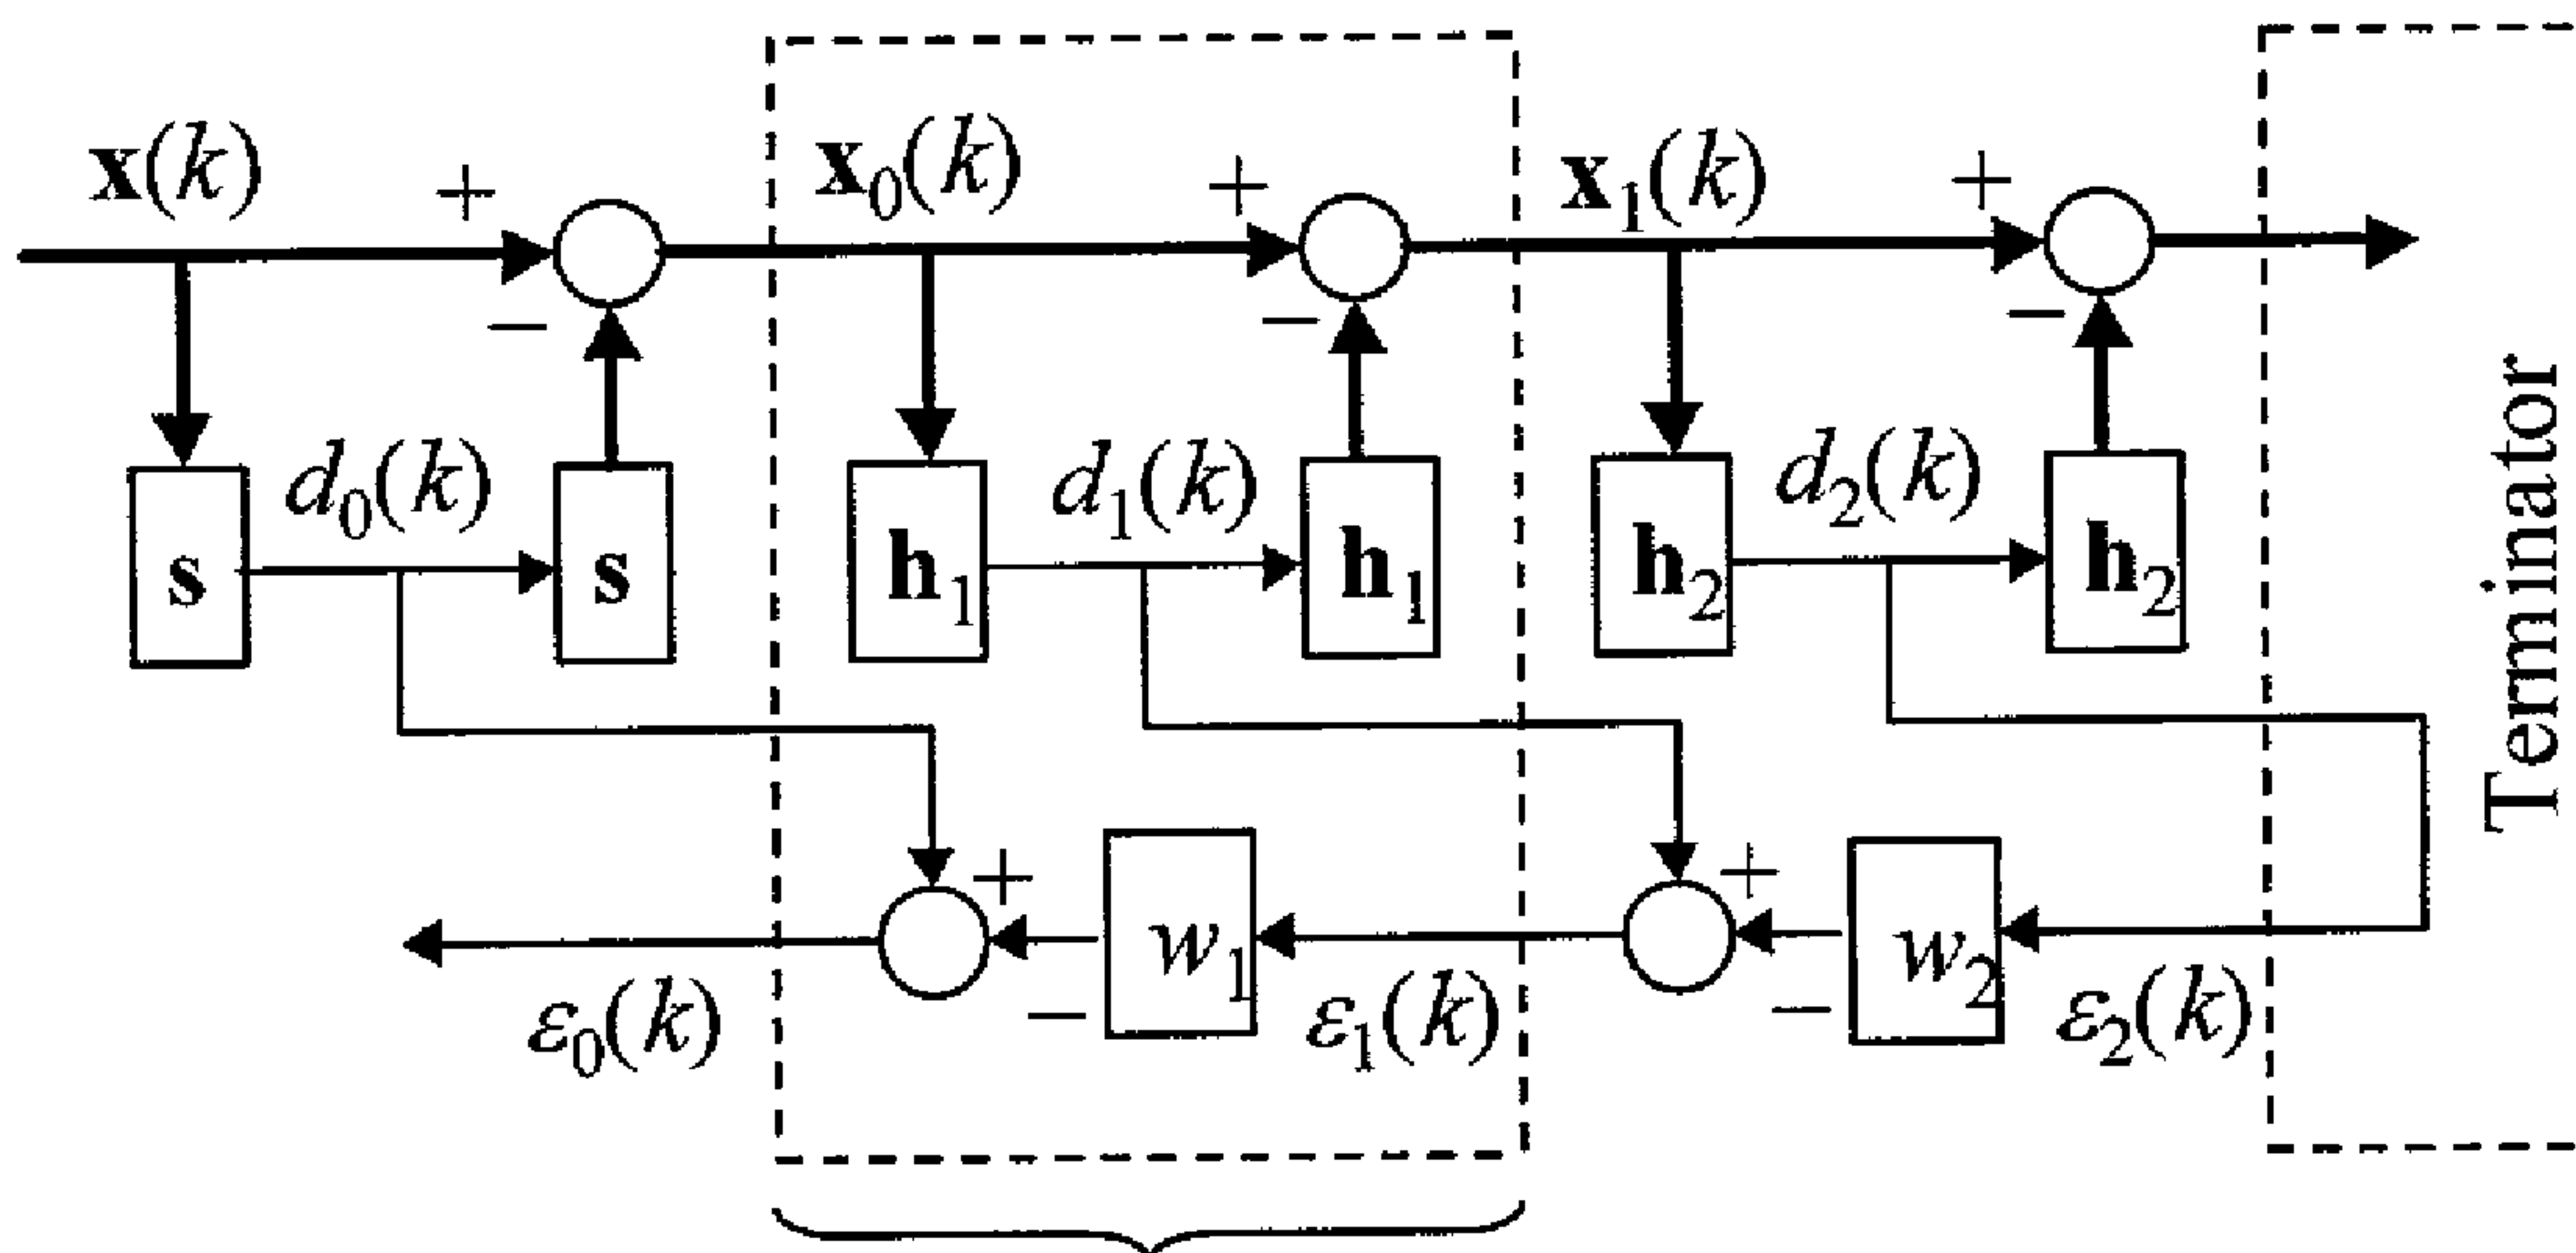 x(k)
+
−
x₀(k)
+
−
x₁(k)
+
−
s
d₀(k)
s
h₁
d₁(k)
h₁
h₂
d₂(k)
h₂
Terminator
ε₀(k)
+
−
w₁
ε₁(k)
+
−
w₂
ε₂(k)